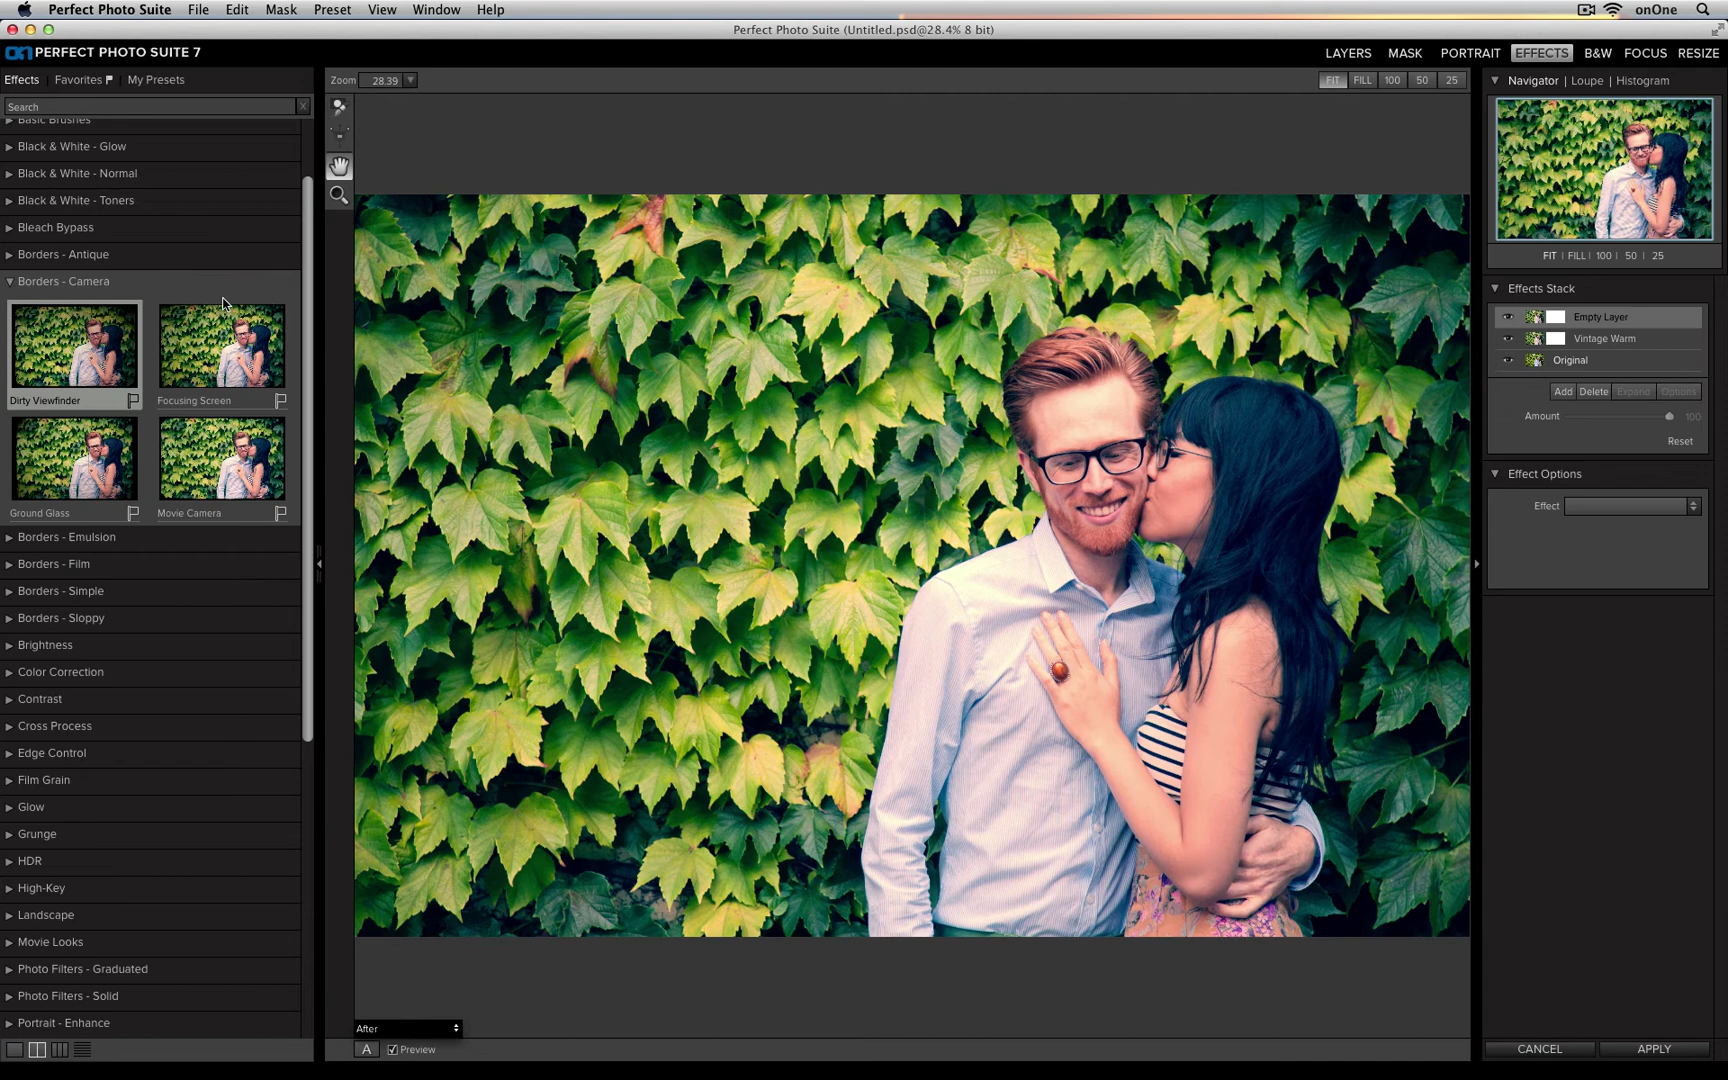 Perfect Photo Suite File Edit Mask Preset View Window Help onOne
Perfect Photo Suite (Untitled.psd@28.4% 8 bit)
on PERFECT PHOTO SUITE 7
LAYERS MASK PORTRAIT EFFECTS B&W FOCUS RESIZE
Effects Favorites My Presets
Zoom 28.39
FIT FILL 100 50 25
Navigator | Loupe | Histogram
Search X
Basic Brushes
Black & White - Glow
Black & White - Normal
Black & White - Toners
Bleach Bypass
Borders - Antique
Borders - Camera
Dirty Viewfinder
Focusing Screen
Ground Glass
Movie Camera
Borders - Emulsion
Borders - Film
Borders - Simple
Borders - Sloppy
Brightness
Color Correction
Contrast
Cross Process
Edge Control
Film Grain
Glow
Grunge
HDR
High-Key
Landscape
Movie Looks
Photo Filters - Graduated
Photo Filters - Solid
Portrait - Enhance
After
A Preview
FIT | FILL | 100 | 50 | 25
Effects Stack
Empty Layer
Vintage Warm
Original
Add Delete Expand Options
Amount 100
Reset
Effect Options
Effect
CANCEL APPLY